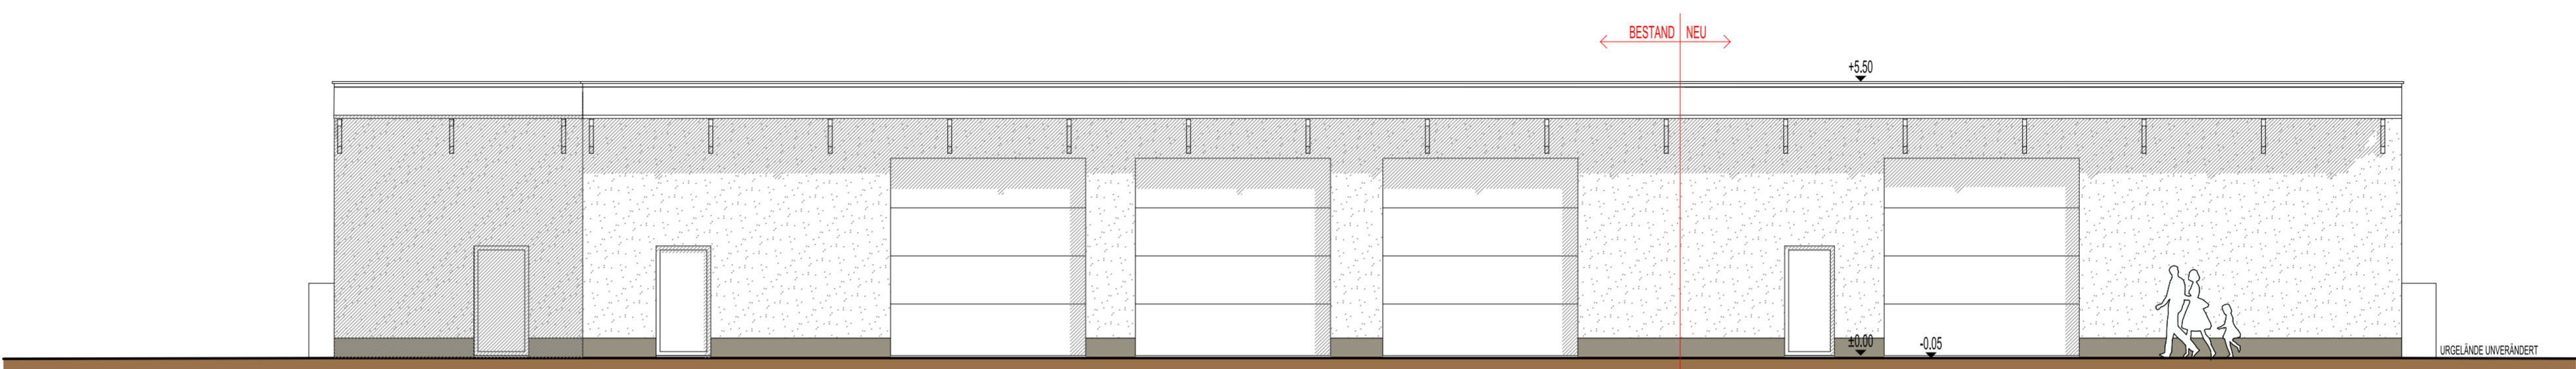 BESTAND NEU
+5.50
±0.00
-0.05
URGELÄNDE UNVERÄNDERT